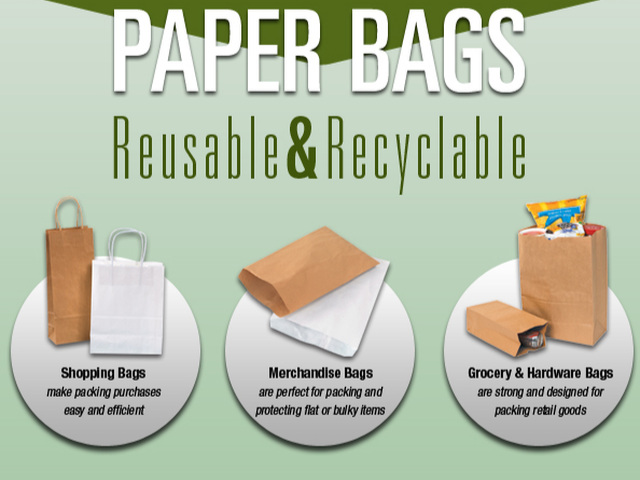 PAPER BAGS
Reusable & Recyclable
Shopping Bags
make packing purchases
easy and efficient
Merchandise Bags
are perfect for packing and
protecting flat or bulky items
Grocery & Hardware Bags
are strong and designed for
packing retail goods